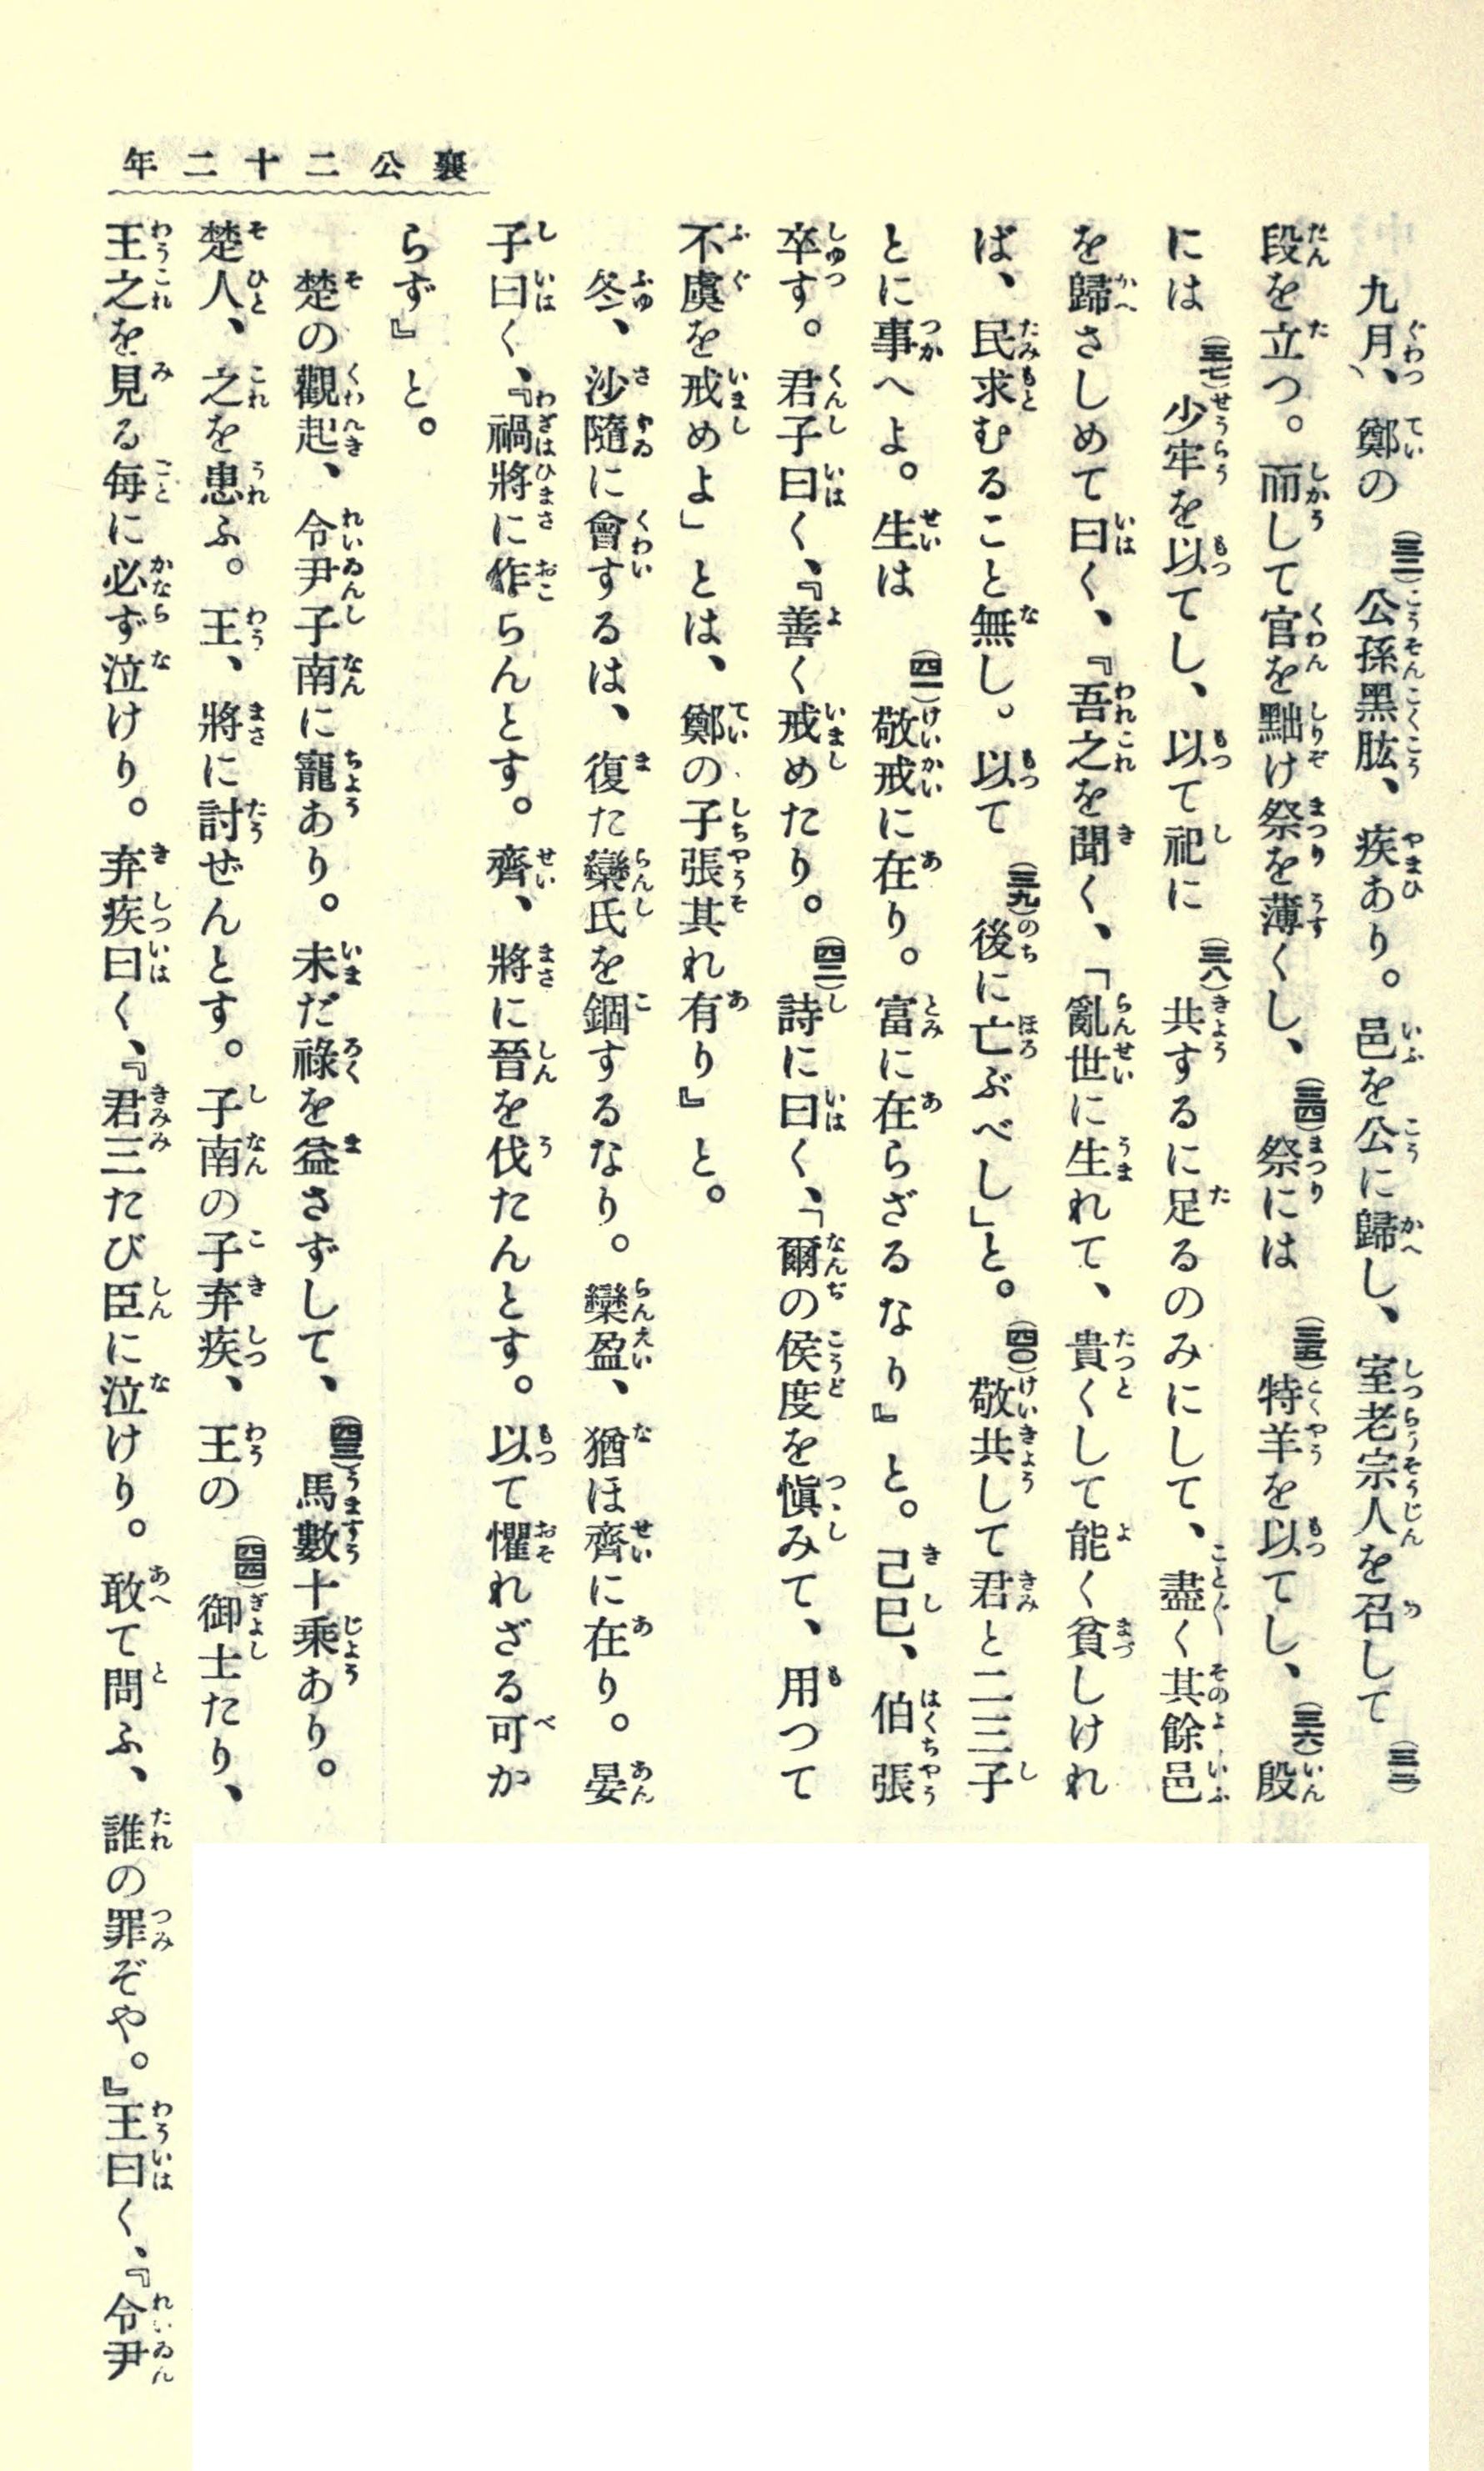 襄公二十二年
九月、鄭の(三二)公孫黑肱、疾あり。邑を公に歸し、室老宗人を召して(三三)
段を立つ。而して官を黜け祭を薄くし、(三四)祭には(三五)特羊を以てし、(三六)殷
には(三七)少牢を以てし、以て祀に(三八)共するに足るのみにして、盡く其餘邑
を歸さしめて曰く、『吾之を聞く、「亂世に生れて、貴くして能く貧しけれ
ば、民求むること無し。以て(三九)後に亡ぶべし」と。(四〇)敬共して君と二三子
とに事へよ。生は(四一)敬戒に在り。富に在らざるなり』と。己巳、伯張
卒す。君子曰く、『善く戒めたり。(四二)詩に曰く、「爾の侯度を愼みて、用つて
不虞を戒めよ」とは、鄭の子張其れ有り』と。
冬、沙隨に會するは、復た欒氏を錮するなり。欒盈、猶ほ齊に在り。晏
子曰く、『禍將に作らんとす。齊、將に晉を伐たんとす。以て懼れざる可か
らず』と。
楚の觀起、令尹子南に寵あり。未だ祿を益さずして、(四三)馬數十乘あり。
楚人、之を患ふ。王、將に討ぜんとす。子南の子弃疾、王の(四四)御士たり、
王之を見る每に必ず泣けり。弃疾曰く、『君三たび臣に泣けり。敢て問ふ、誰の罪ぞや。』王曰く、『令尹